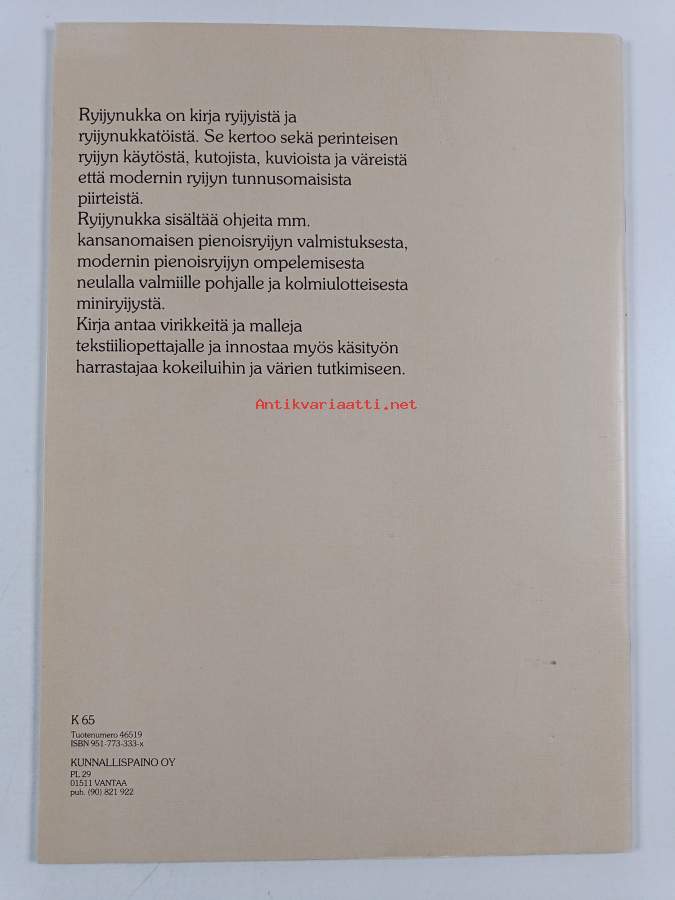 Ryijynukka on kirja ryijyistä ja
ryijynukkatöistä. Se kertoo sekä perinteisen
ryijyn käytöstä, kutojista, kuvioista ja väreistä
että modernin ryijyn tunnusomaisista
piirteistä.
Ryijynukka sisältää ohjeita mm.
kansanomaisen pienoisryijyn valmistuksesta,
modernin pienoisryijyn ompelemisesta
neulalla valmiille pohjalle ja kolmiulotteisesta
miniryijystä.
Kirja antaa virikkeitä ja malleja
tekstiiliopettajalle ja innostaa myös käsityön
harrastajaa kokeiluihin ja värien tutkimiseen.
Antikvariaatti.net
K 65
Tuotenumero 46519
ISBN 951-773-333-x
KUNNALLISPAINO OY
PL 29
01511 VANTAA
puh. (90) 821 922